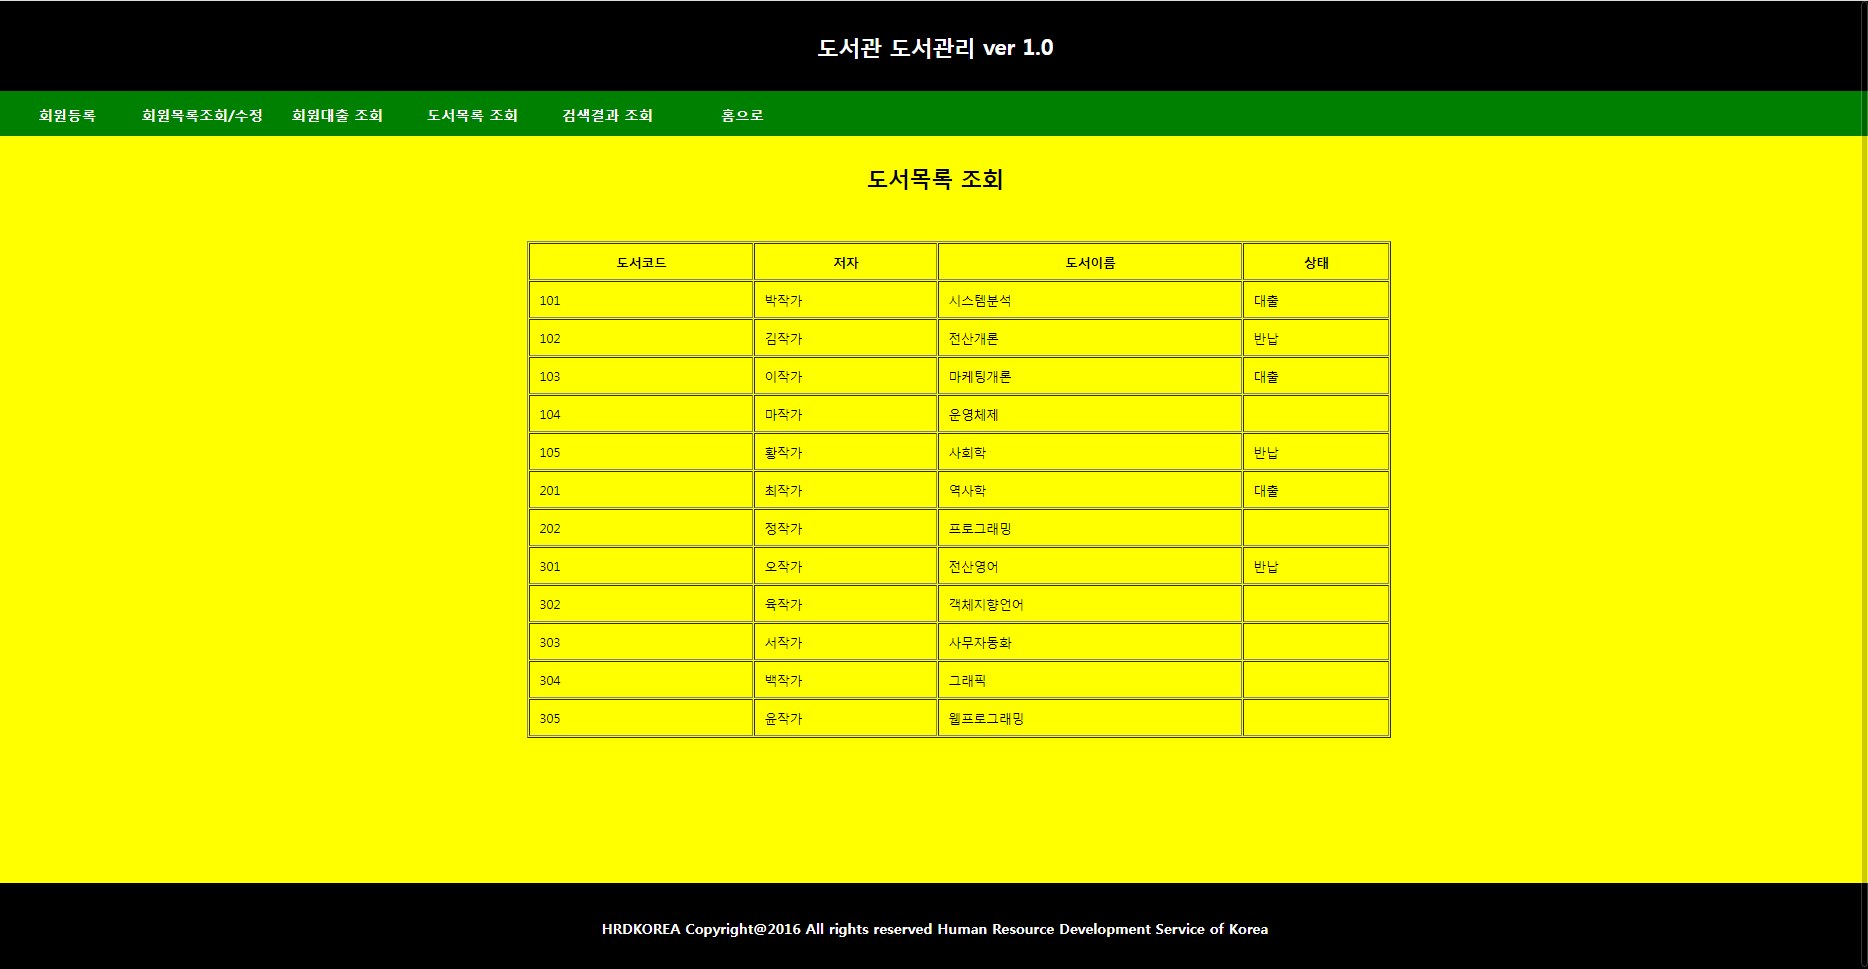 도서관 도서관리 ver 1.0
회원등록 회원목록조회/수정 회원대출 조회 도서목록 조회 검색결과 조회 홈으로
도서목록 조회
도서코드 저자 도서이름 상태
101 박작가 시스템분석 대출
102 김작가 전산개론 반납
103 이작가 마케팅개론 대출
104 마작가 운영체제
105 황작가 사회학 반납
201 최작가 역사학 대출
202 정작가 프로그래밍
301 오작가 전산영어 반납
302 육작가 객체지향언어
303 서작가 사무자동화
304 백작가 그래픽
305 윤작가 웹프로그래밍
HRDKOREA Copyright@2016 All rights reserved Human Resource Development Service of Korea